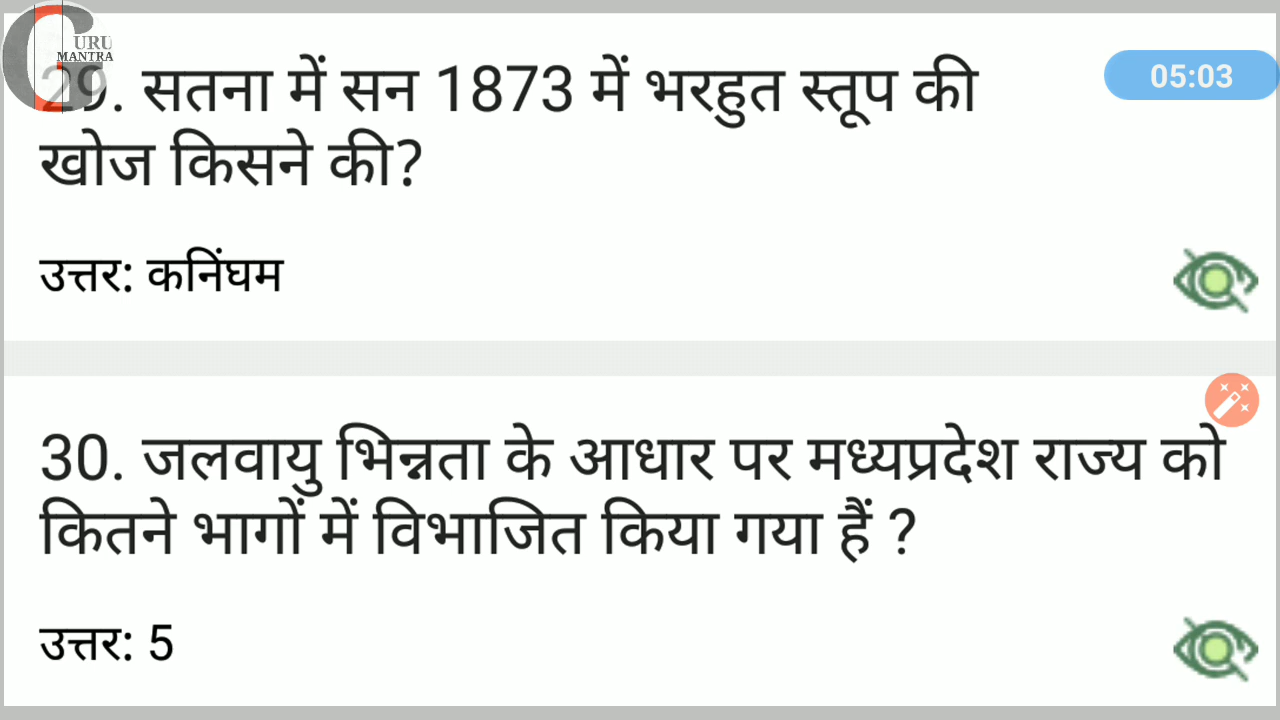 GURU
MANTRA
29. सतना में सन 1873 में भरहुत स्तूप की
05:03
खोज किसने की?
उत्तर: कनिंघम
30. जलवायु भिन्नता के आधार पर मध्यप्रदेश राज्य को
कितने भागों में विभाजित किया गया हैं ?
उत्तर: 5